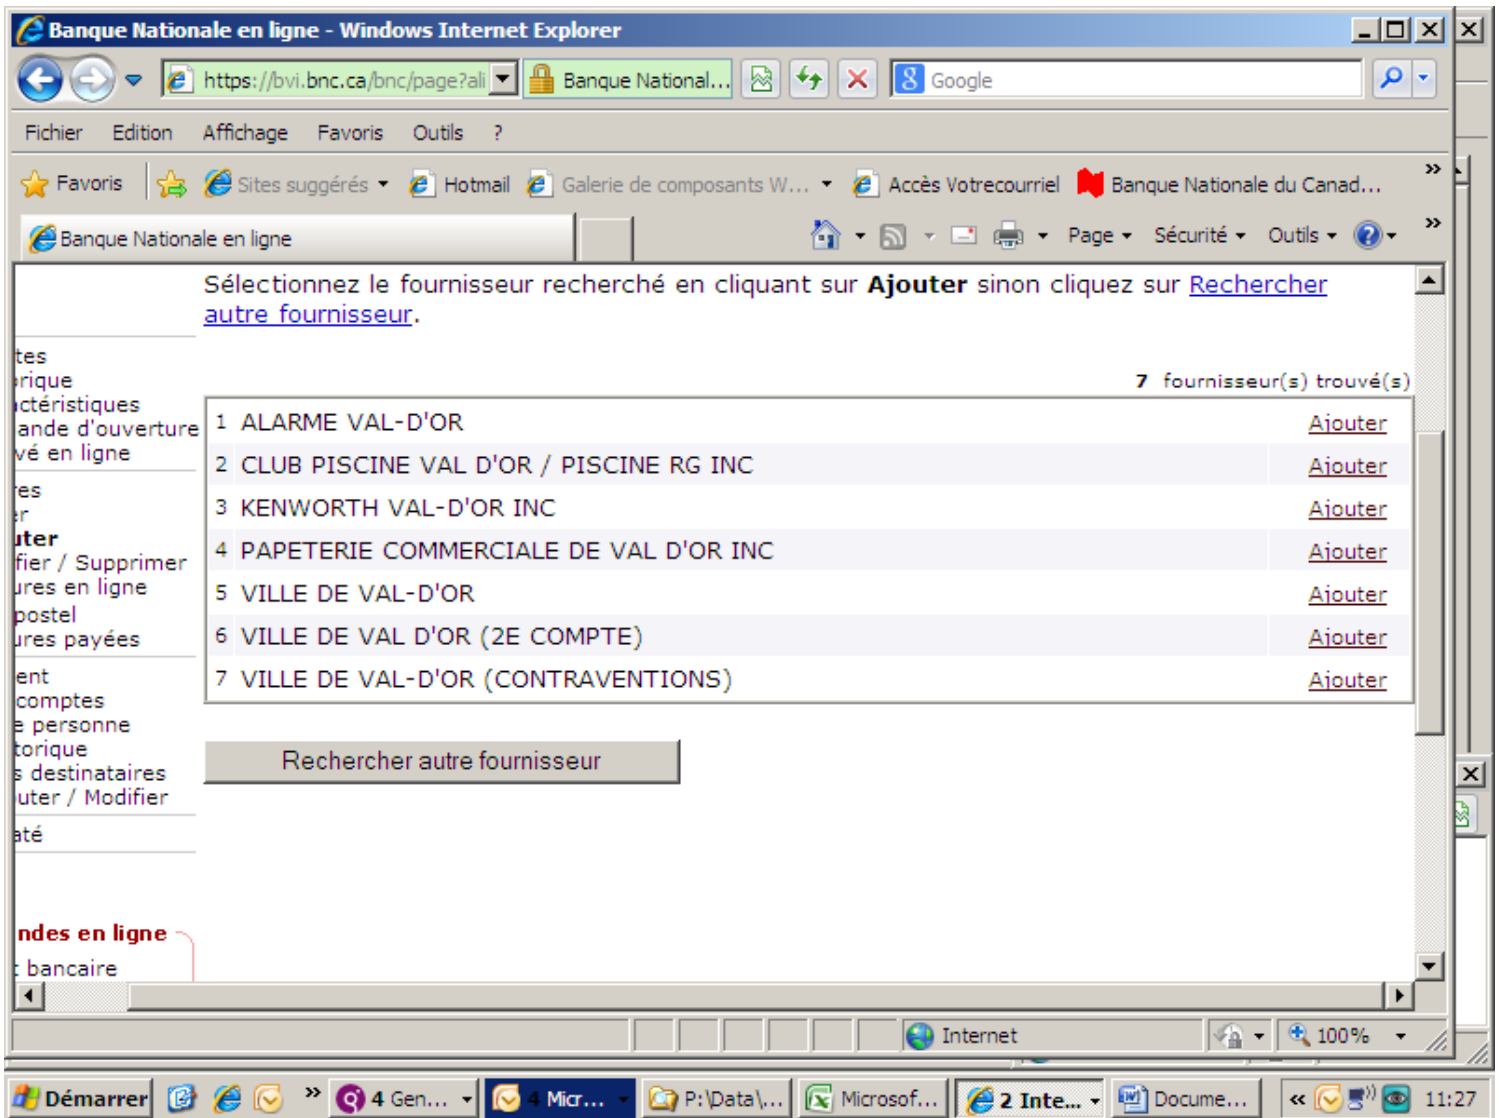 Banque Nationale en ligne - Windows Internet Explorer
https://bvi.bnc.ca/bnc/page?ali
Banque National...
Google
Fichier Edition Affichage Favoris Outils ?
Favoris Sites suggérés Hotmail Galerie de composants W... Accès Votrecourriel Banque Nationale du Canad... »
Banque Nationale en ligne
Page Sécurité Outils »
Sélectionnez le fournisseur recherché en cliquant sur Ajouter sinon cliquez sur Rechercher
autre fournisseur.
7 fournisseur(s) trouvé(s)
1 ALARME VAL-D'OR Ajouter
2 CLUB PISCINE VAL D'OR / PISCINE RG INC Ajouter
3 KENWORTH VAL-D'OR INC Ajouter
4 PAPETERIE COMMERCIALE DE VAL D'OR INC Ajouter
5 VILLE DE VAL-D'OR Ajouter
6 VILLE DE VAL D'OR (2E COMPTE) Ajouter
7 VILLE DE VAL-D'OR (CONTRAVENTIONS) Ajouter
Rechercher autre fournisseur
tes
rique
ctéristiques
ande d'ouverture
vé en ligne
es
er
uter
fier / Supprimer
ures en ligne
postel
ures payées
ent
comptes
e personne
torique
s destinataires
uter / Modifier
até
ndes en ligne
t bancaire
Internet
100%
Démarrer » 4 Gen... 4 Micr... P:\Data\... Microsof... 2 Inte... Docume... « 11:27